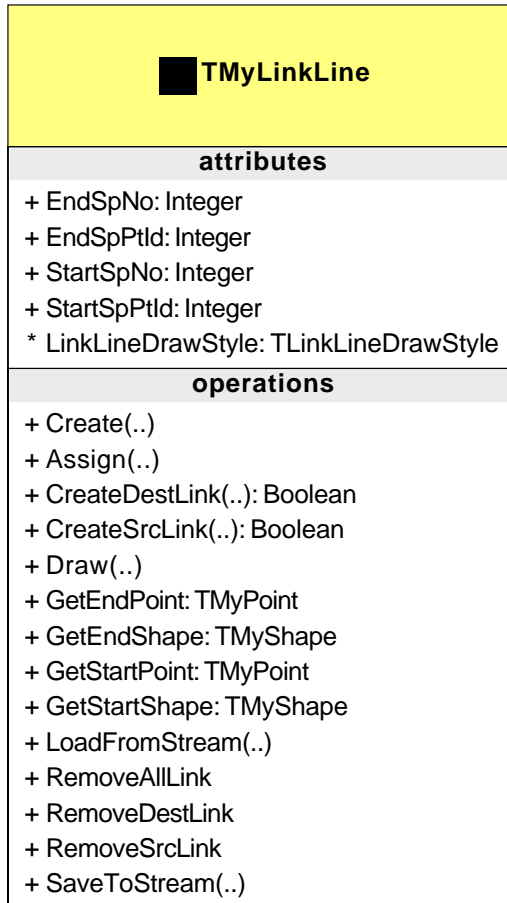 TMyLinkLine
attributes
+ EndSpNo: Integer
+ EndSpPtId: Integer
+ StartSpNo: Integer
+ StartSpPtId: Integer
* LinkLineDrawStyle: TLinkLineDrawStyle
operations
+ Create(..)
+ Assign(..)
+ CreateDestLink(..): Boolean
+ CreateSrcLink(..): Boolean
+ Draw(..)
+ GetEndPoint: TMyPoint
+ GetEndShape: TMyShape
+ GetStartPoint: TMyPoint
+ GetStartShape: TMyShape
+ LoadFromStream(..)
+ RemoveAllLink
+ RemoveDestLink
+ RemoveSrcLink
+ SaveToStream(..)